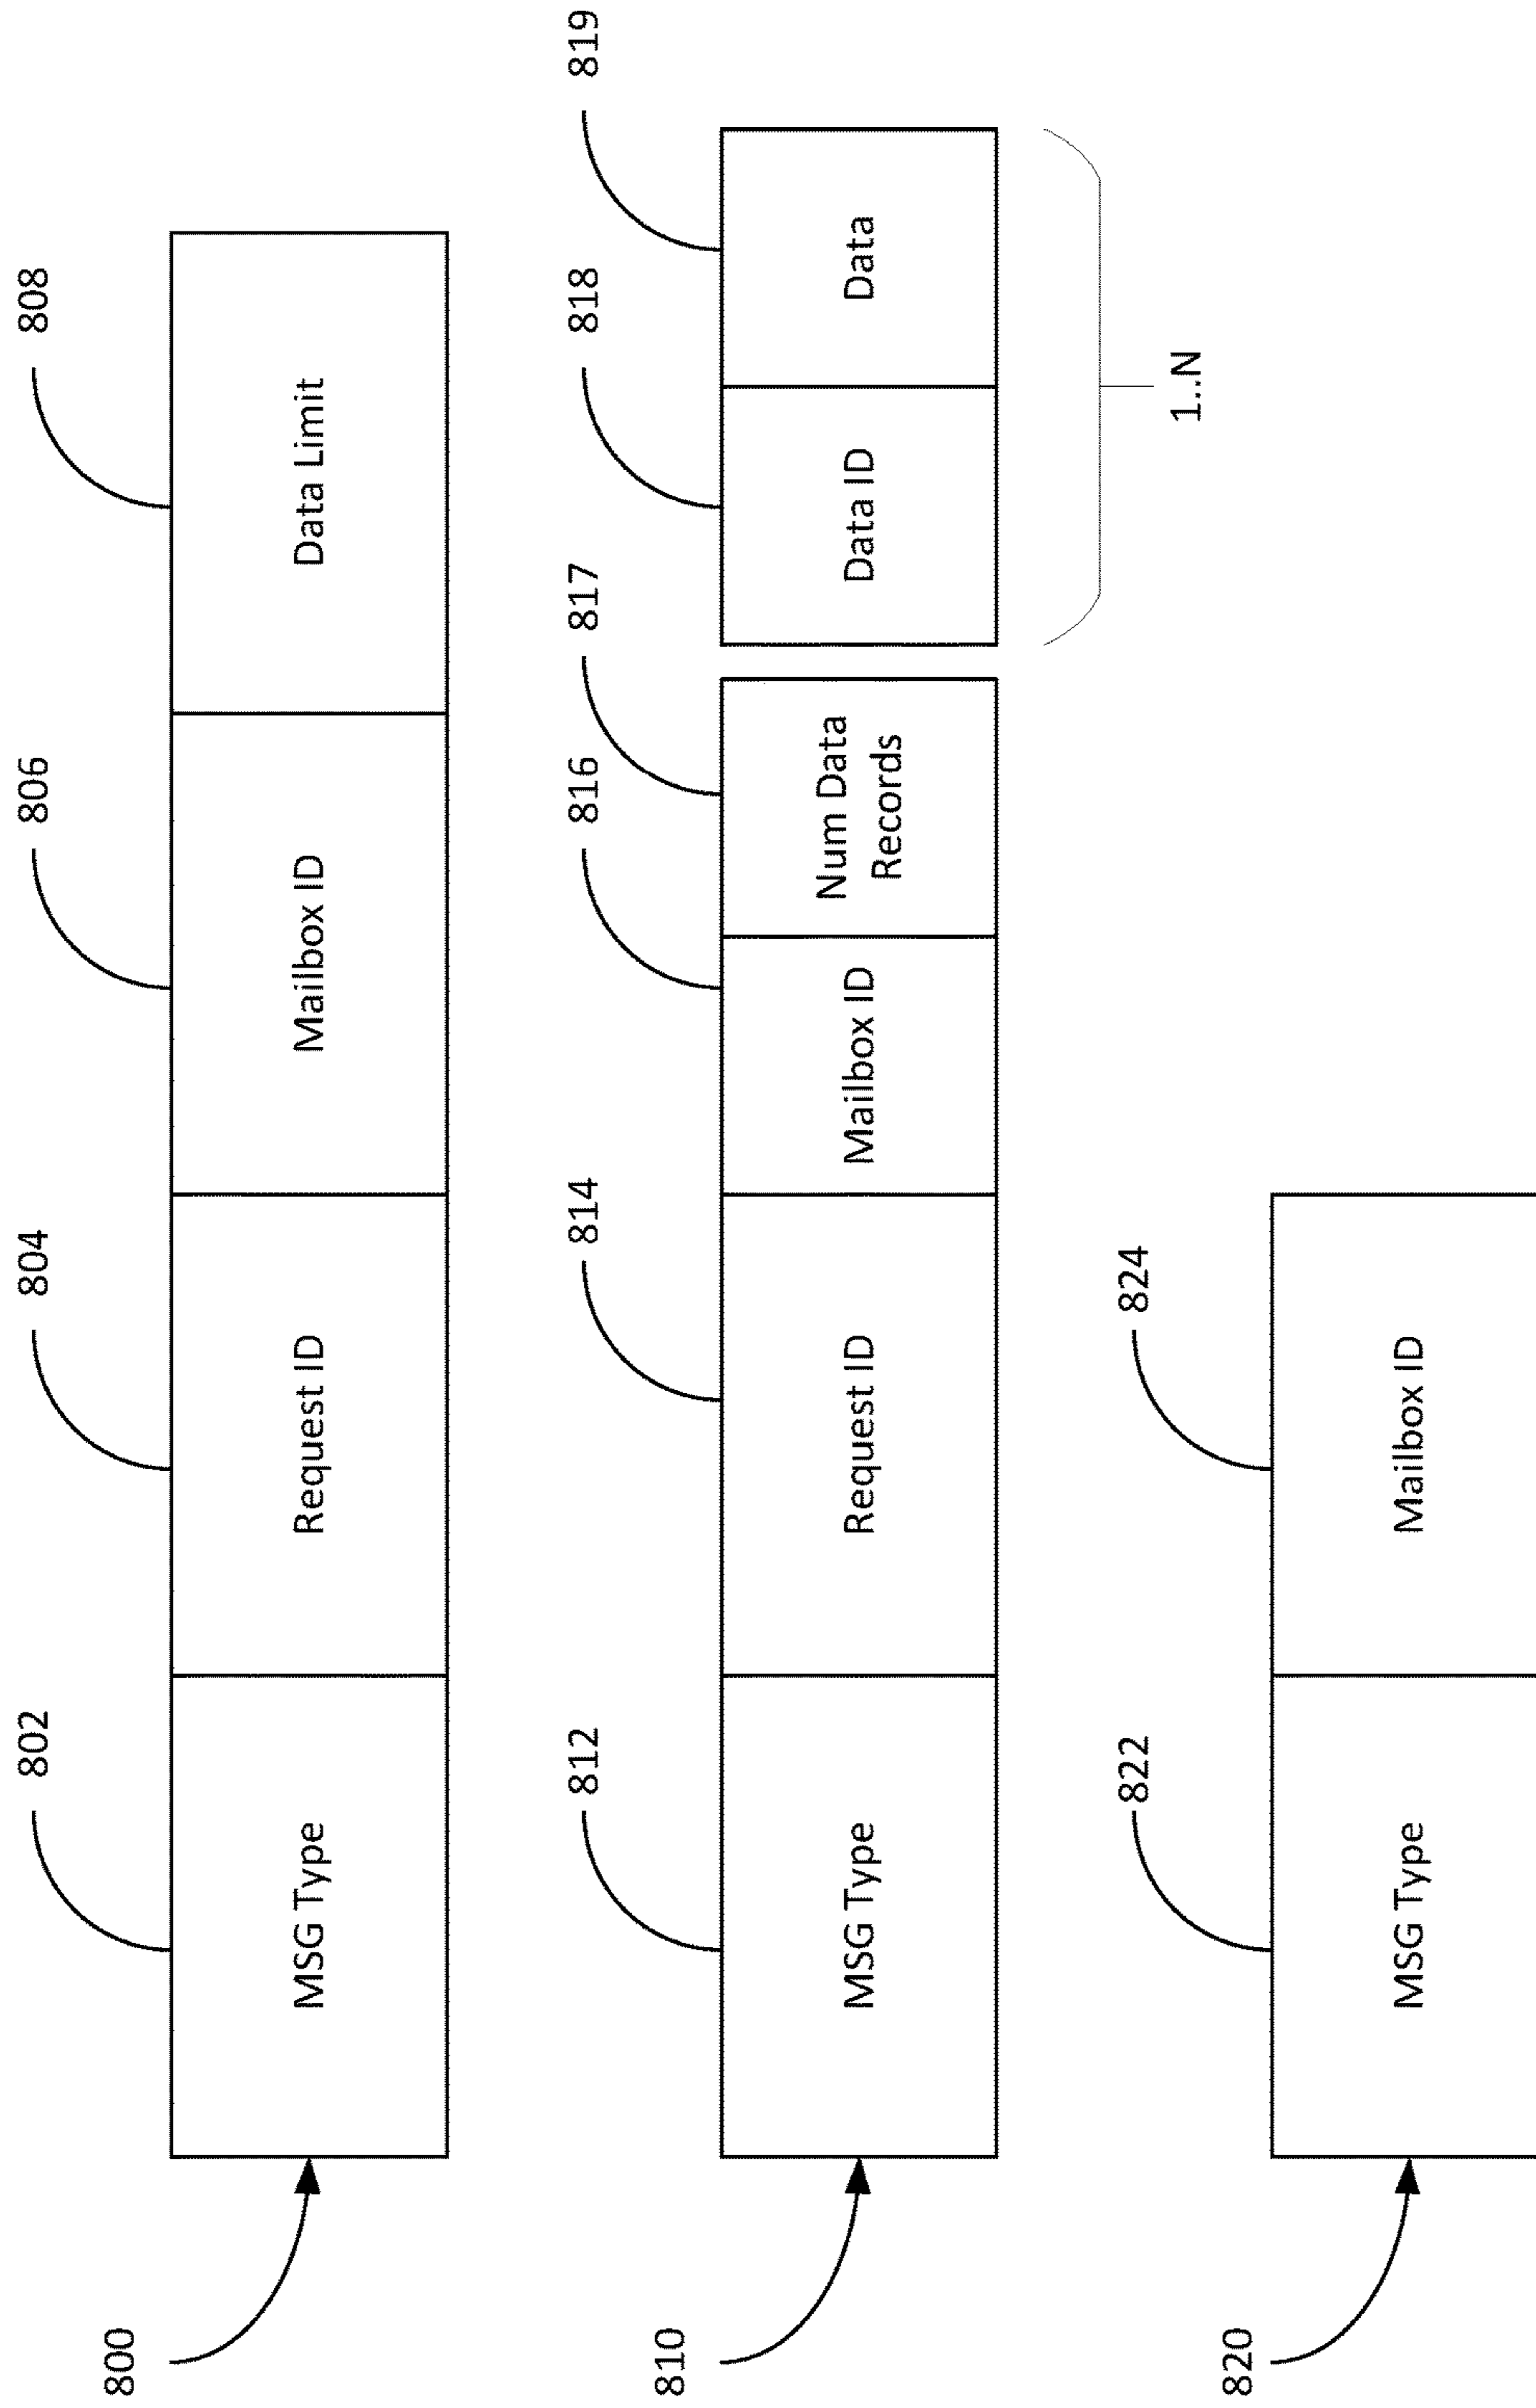 802
804
806
808
MSG Type
Request ID
Mailbox ID
Data Limit
800
812
814
816
817
818
819
MSG Type
Request ID
Mailbox ID
Num Data
Records
Data ID
Data
810
1..N
822
824
MSG Type
Mailbox ID
820